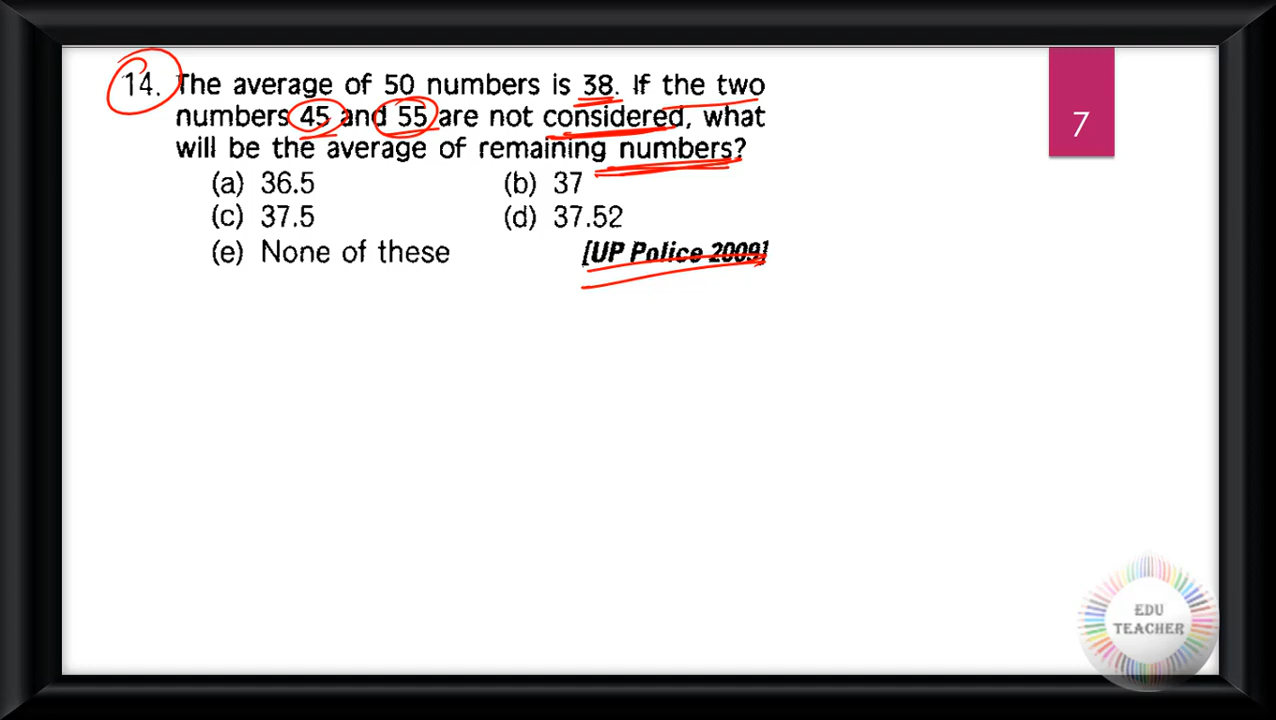 14. The average of 50 numbers is 38. If the two
numbers 45 and 55 are not considered, what
will be the average of remaining numbers?
(a) 36.5 (b) 37
(c) 37.5 (d) 37.52
(e) None of these [UP Police 2009]
7
EDU
TEACHER